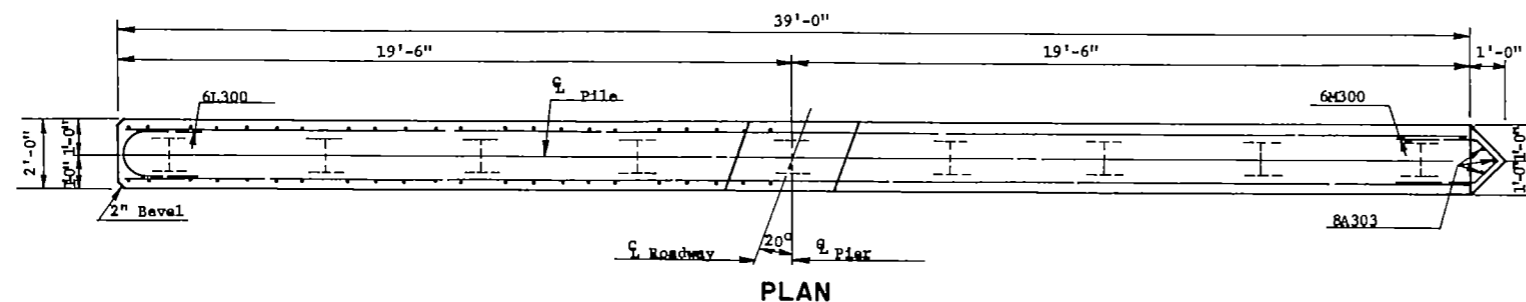 39'-0"
19'-6"
19'-6"
1'-0"
6L300
℄ Pile
6M300
2'-0"
1'-0"
1'-0"
1'-0"
1'-0"
2" Bevel
8A303
20°
℄ Roadway
℄ Pier
PLAN